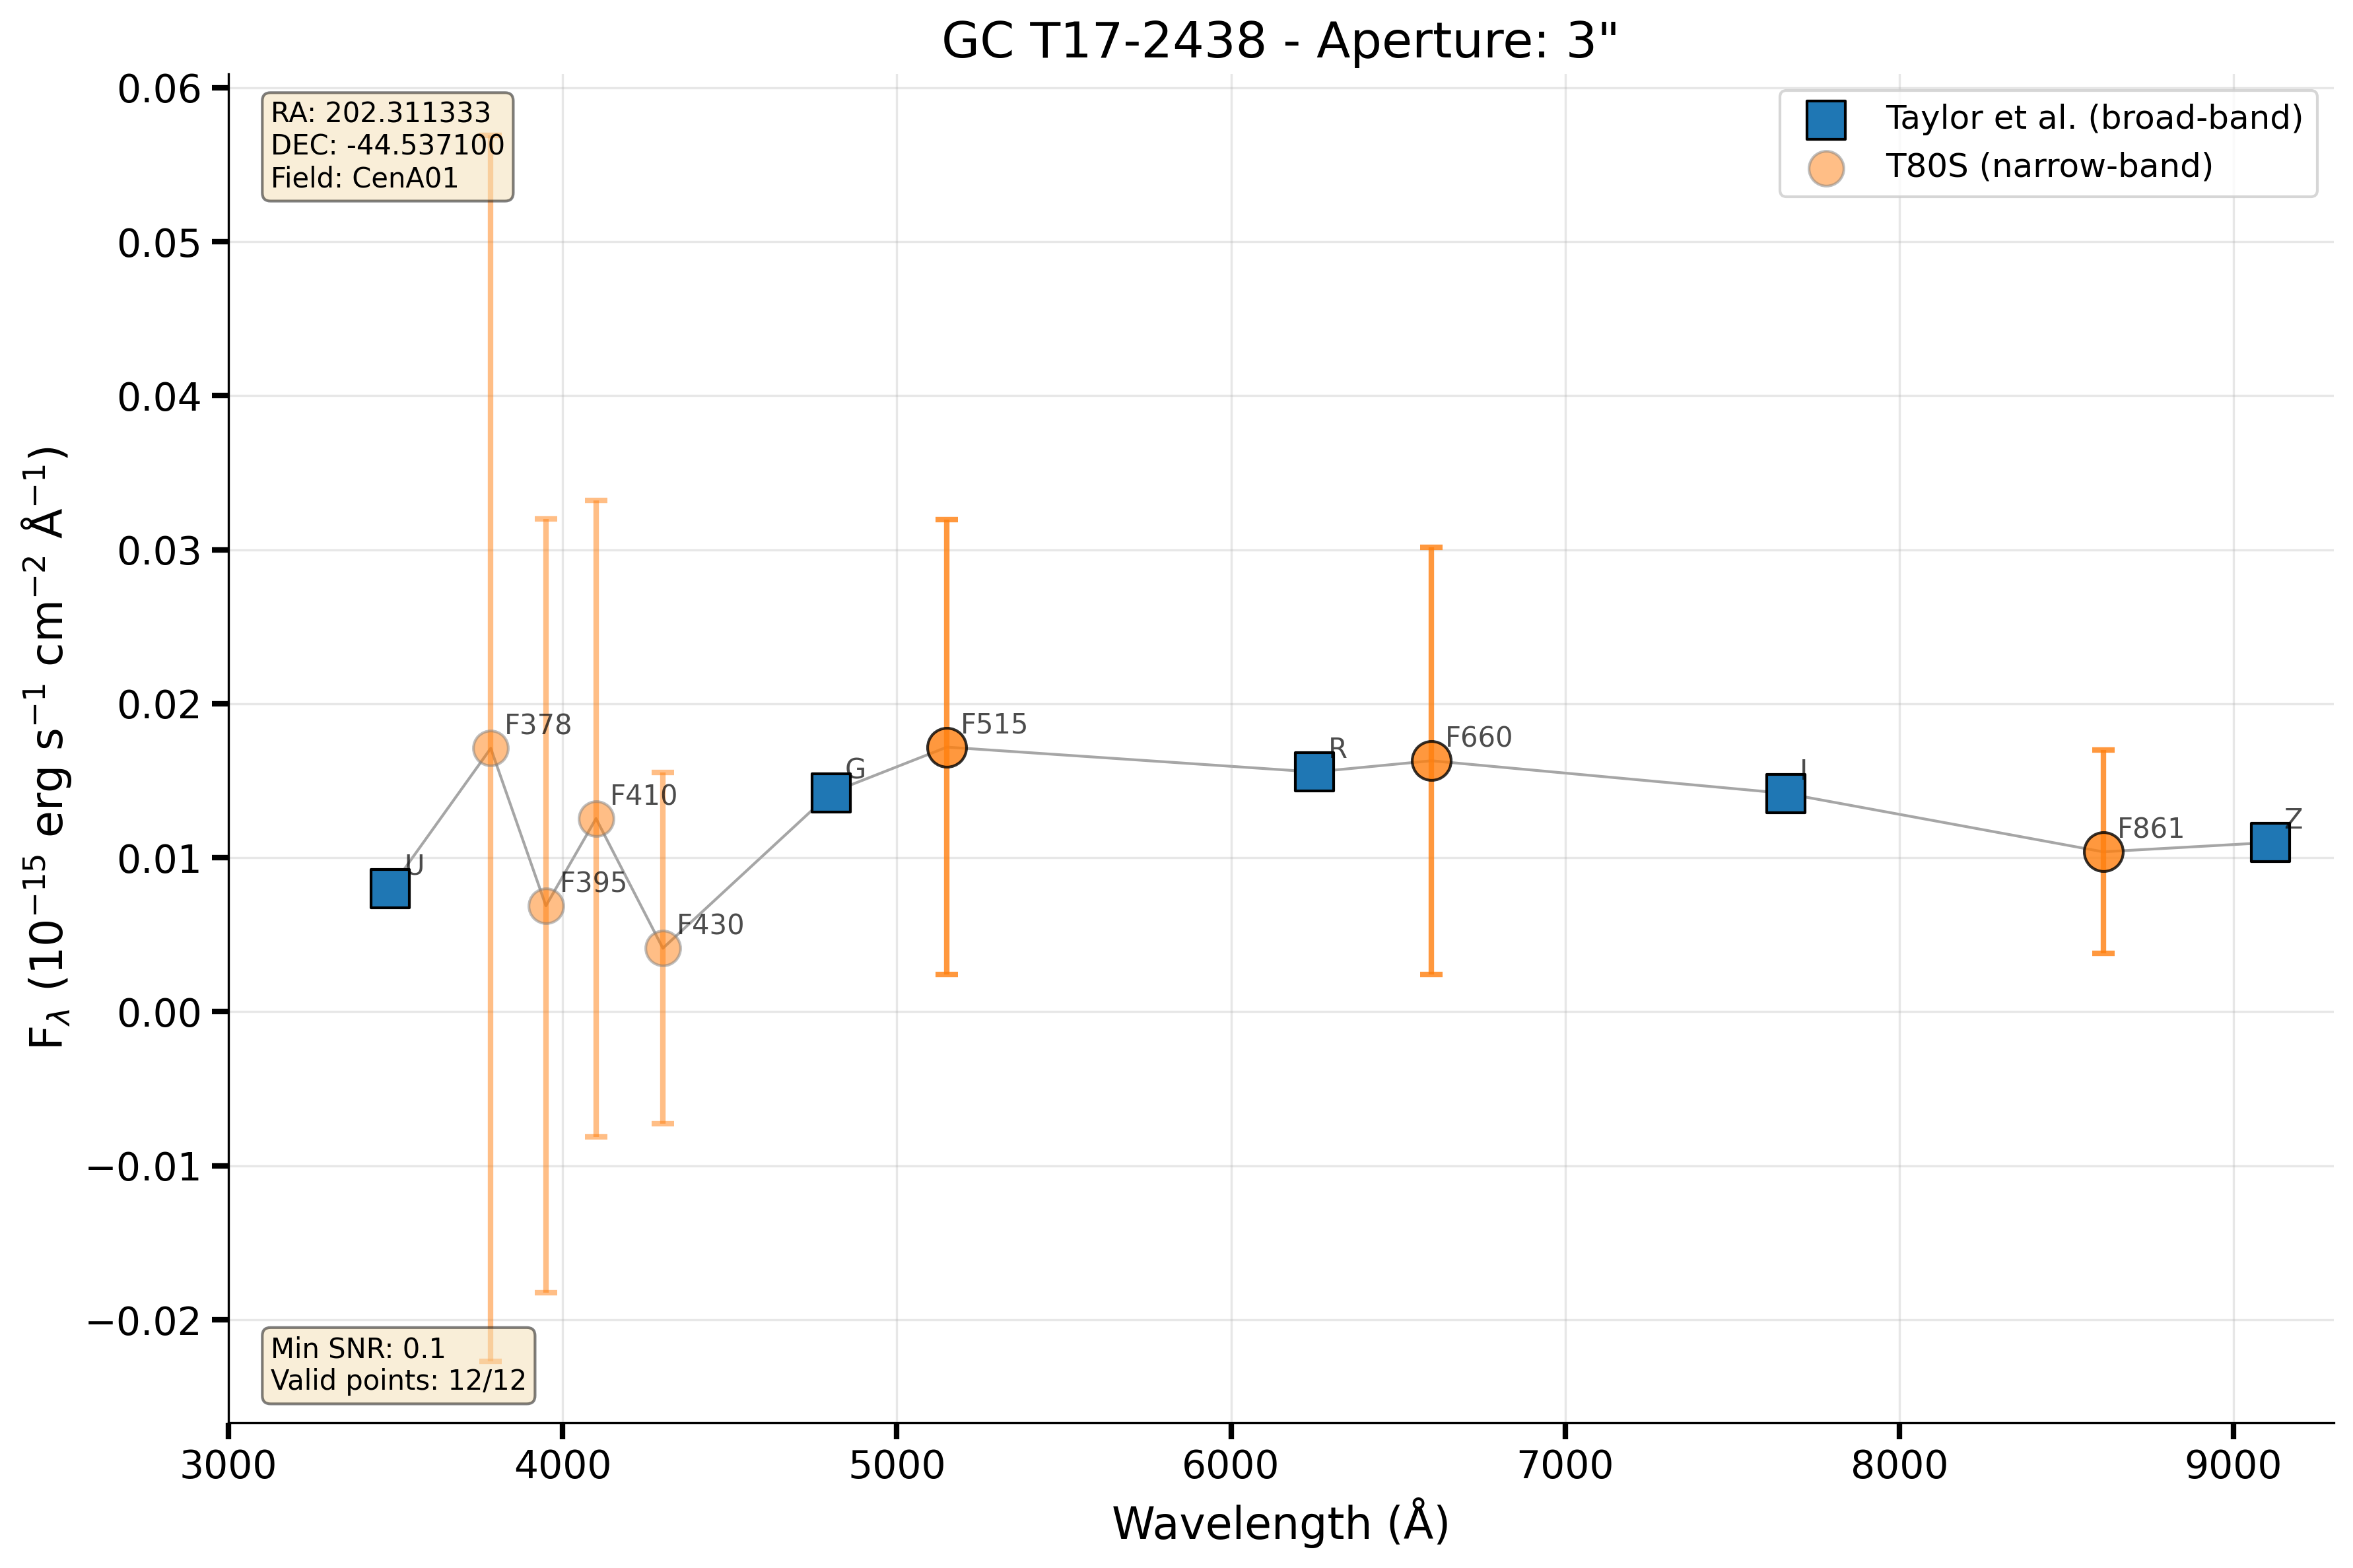 GC T17-2438 - Aperture: 3"
RA: 202.311333
DEC: -44.537100
Field: CenA01
Taylor et al. (broad-band)
T80S (narrow-band)
0.06
0.05
0.04
0.03
0.02
0.01
0.00
−0.01
−0.02
F_λ (10⁻¹⁵ erg s⁻¹ cm⁻² Å⁻¹)
U
F378
F395
F410
F430
G
F515
R
F660
I
F861
Z
Min SNR: 0.1
Valid points: 12/12
3000 4000 5000 6000 7000 8000 9000
Wavelength (Å)